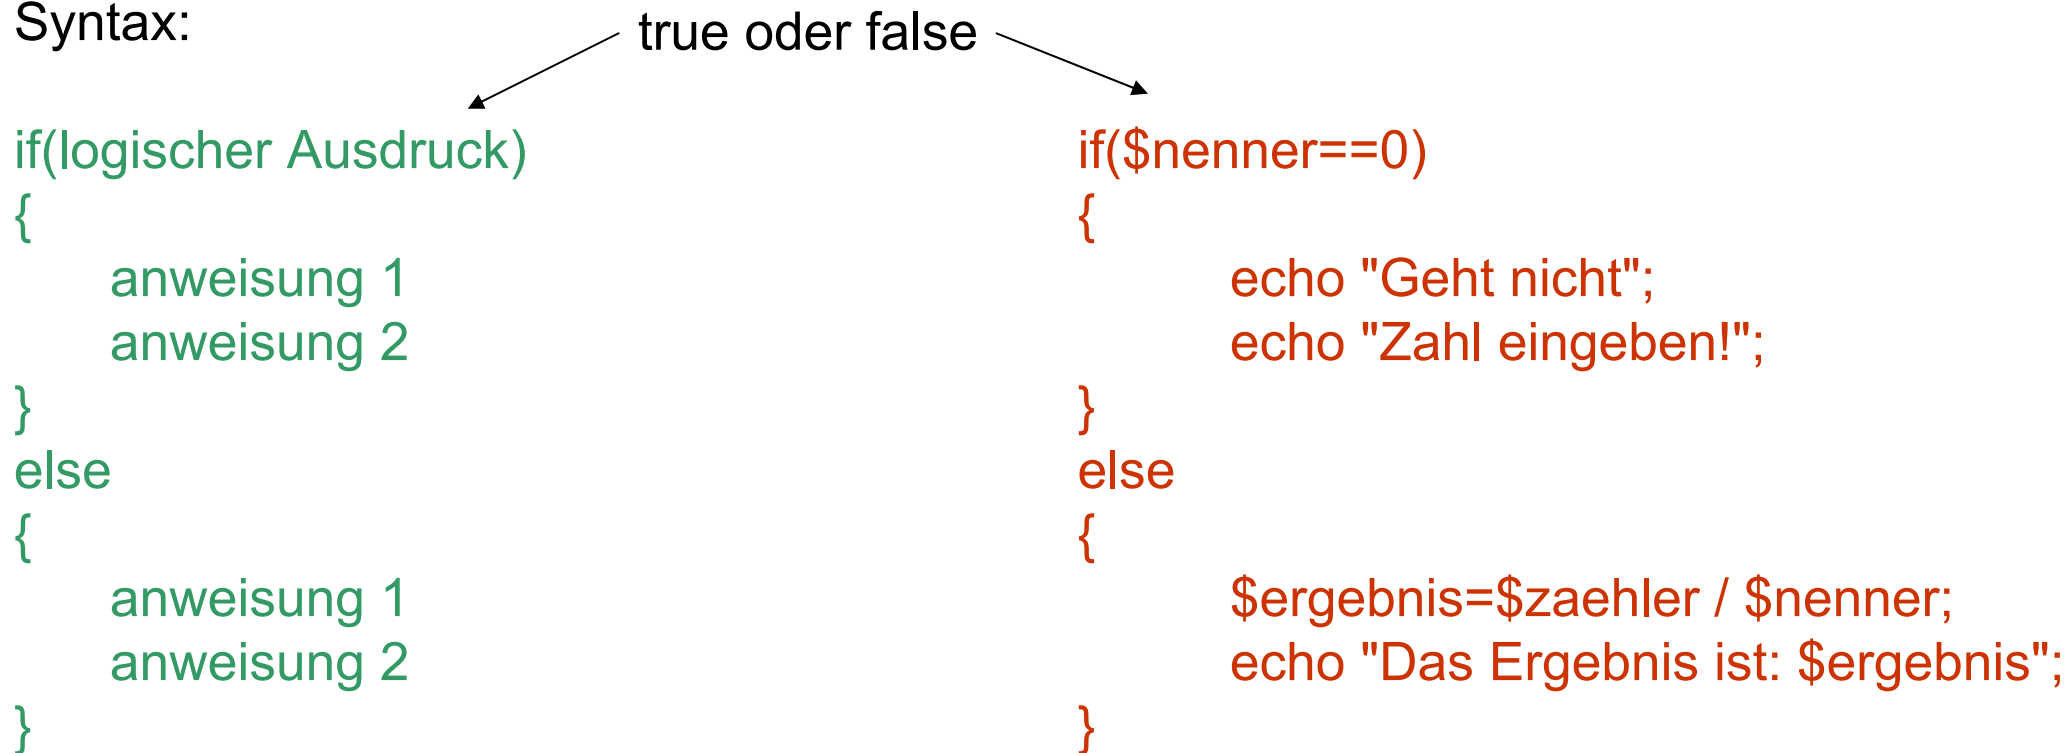 Syntax:
true oder false
if(logischer Ausdruck)
{
anweisung 1
anweisung 2
}
else
{
anweisung 1
anweisung 2
}
if($nenner==0)
{
echo "Geht nicht";
echo "Zahl eingeben!";
}
else
{
$ergebnis=$zaehler / $nenner;
echo "Das Ergebnis ist: $ergebnis";
}